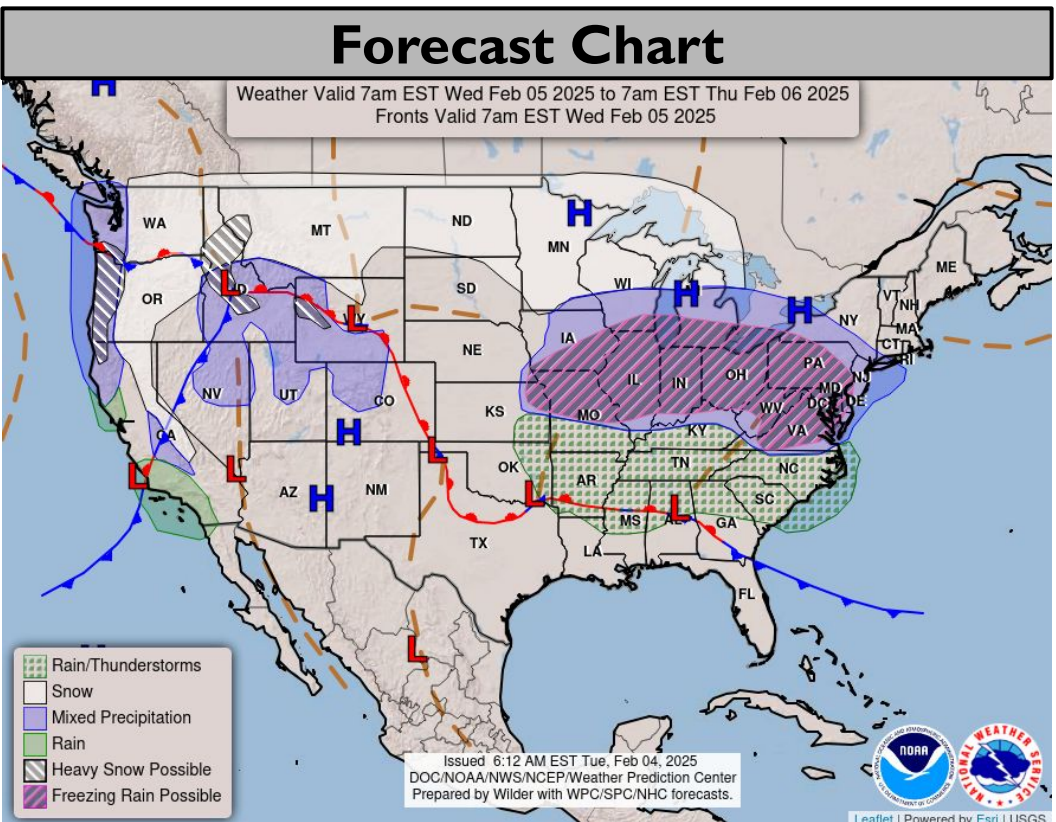 Forecast Chart
Weather Valid 7am EST Wed Feb 05 2025 to 7am EST Thu Feb 06 2025
Fronts Valid 7am EST Wed Feb 05 2025
H
WA
MT
ND
MN
H
ME
VT
NH
OR
ID
L
SD
WI
H
H
NY
MA
CT
RI
L
WY
IA
NE
PA
NJ
NV
UT
CO
IL
IN
OH
MD
DE
DC
WV
VA
KS
MO
KY
CA
H
L
L
L
AZ
H
NM
OK
AR
TN
NC
SC
L
L
MS
AL
GA
TX
LA
FL
L
Rain/Thunderstorms
Snow
Mixed Precipitation
Rain
Heavy Snow Possible
Freezing Rain Possible
Issued 6:12 AM EST Tue, Feb 04, 2025
DOC/NOAA/NWS/NCEP/Weather Prediction Center
Prepared by Wilder with WPC/SPC/NHC forecasts.
NOAA
NATIONAL WEATHER SERVICE
Leaflet | Powered by Esri | USGS